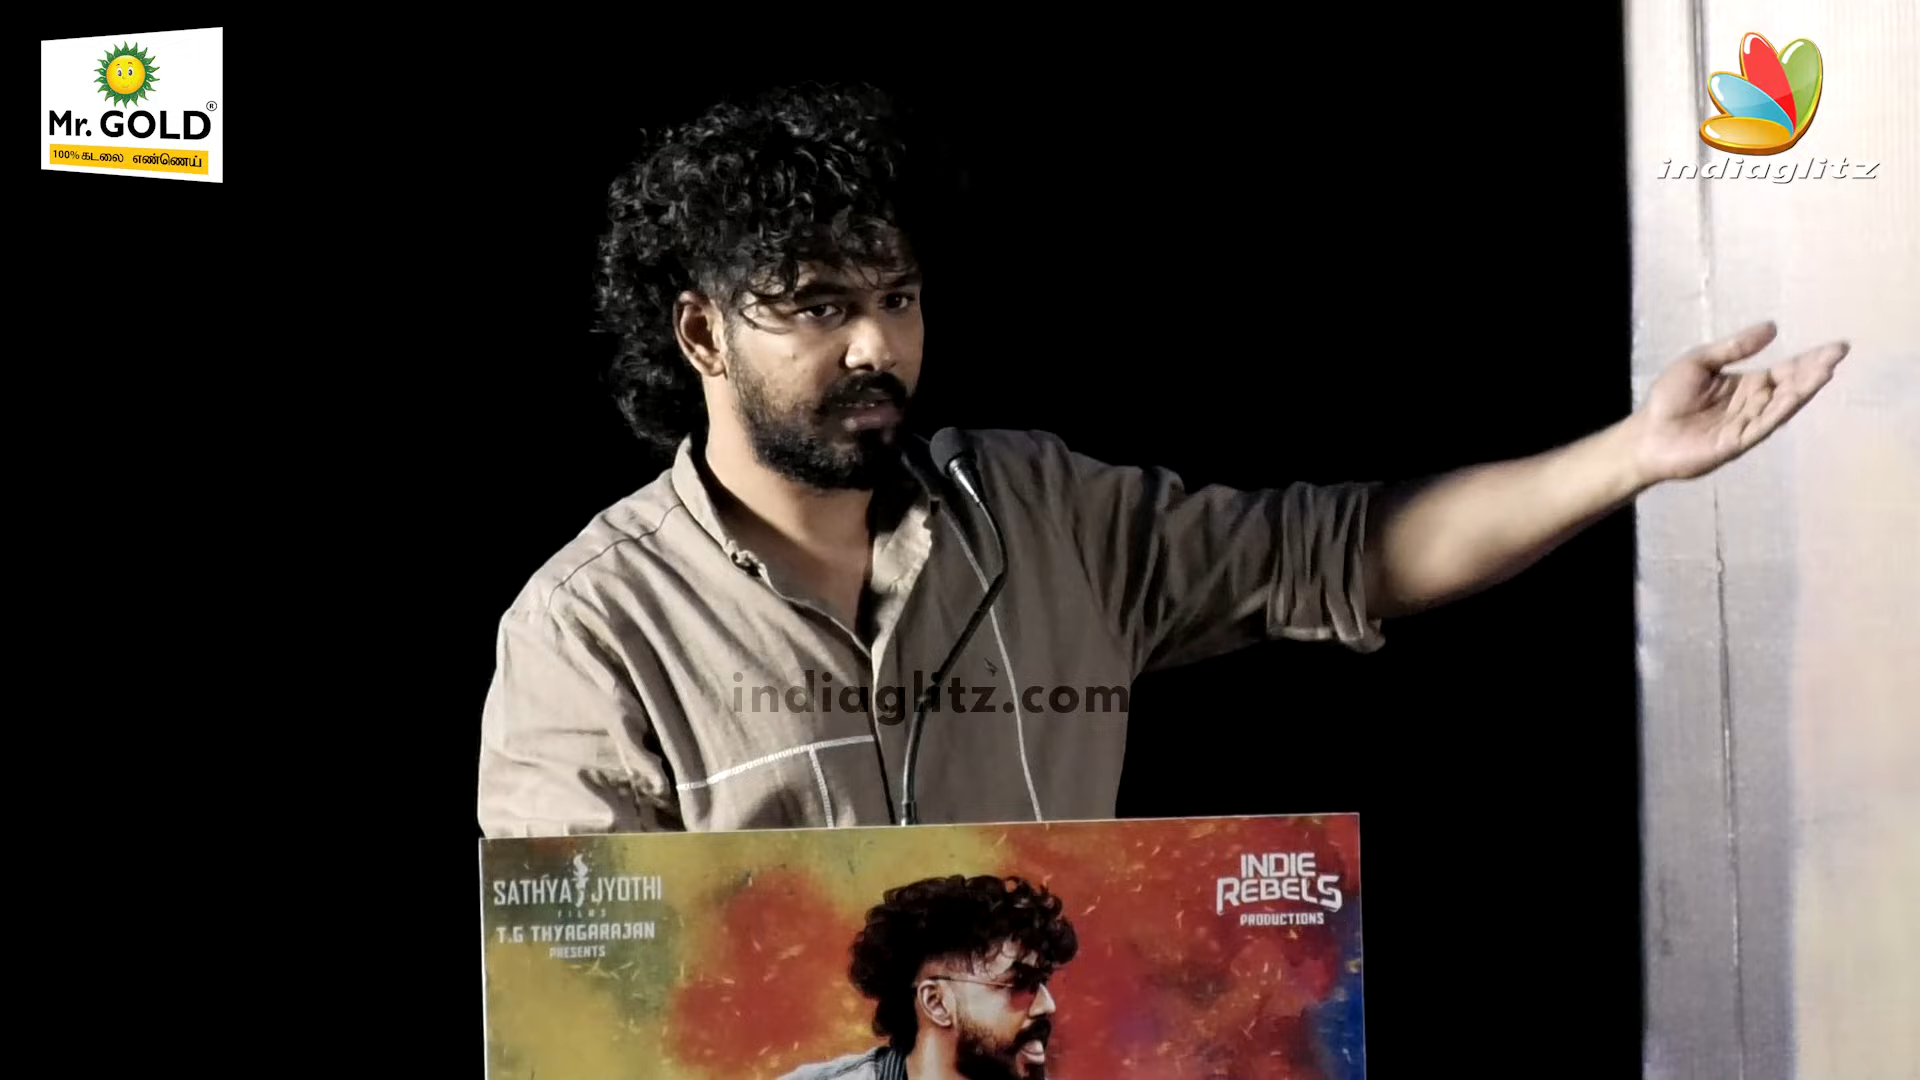 Mr. GOLD®
100% கடலை எண்ணெய்
indiaglitz
indiaglitz.com
SATHYA JYOTHI
FILMS
T.G THYAGARAJAN
PRESENTS
INDIE
REBELS
PRODUCTIONS